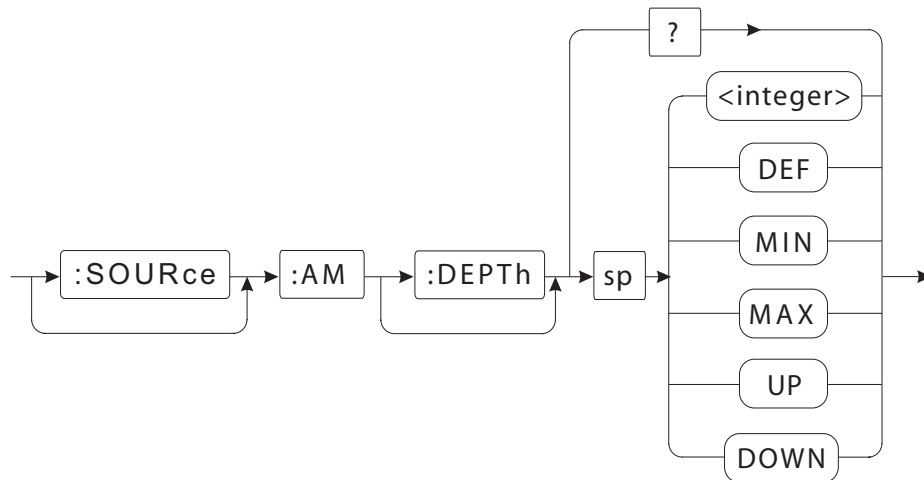 ?
<integer>
DEF
MIN
:SOURce :AM :DEPTh sp
MAX
UP
DOWN